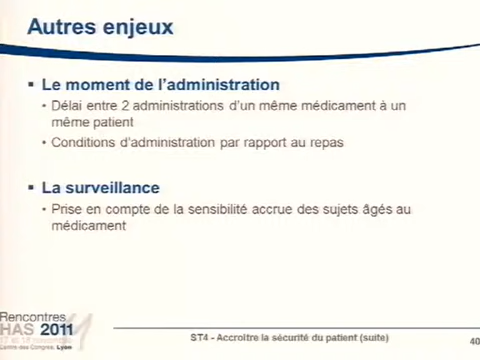 Autres enjeux
Le moment de l'administration
Délai entre 2 administrations d'un même médicament à un
même patient
Conditions d'administration par rapport au repas
La surveillance
Prise en compte de la sensibilité accrue des sujets âgés au
médicament
Rencontres
HAS 2011
Centre des Congrès, Lyon
ST4 - Accroître la sécurité du patient (suite)
40